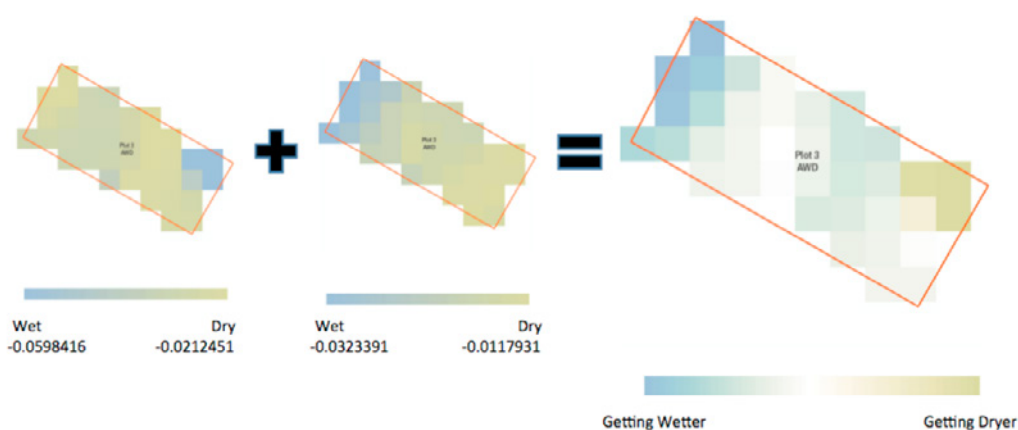 Plot 3
AWD
Plot 3
AWD
Plot 3
AWD
Wet Dry
-0.0598416 -0.0212451
Wet Dry
-0.0323391 -0.0117931
Getting Wetter Getting Dryer